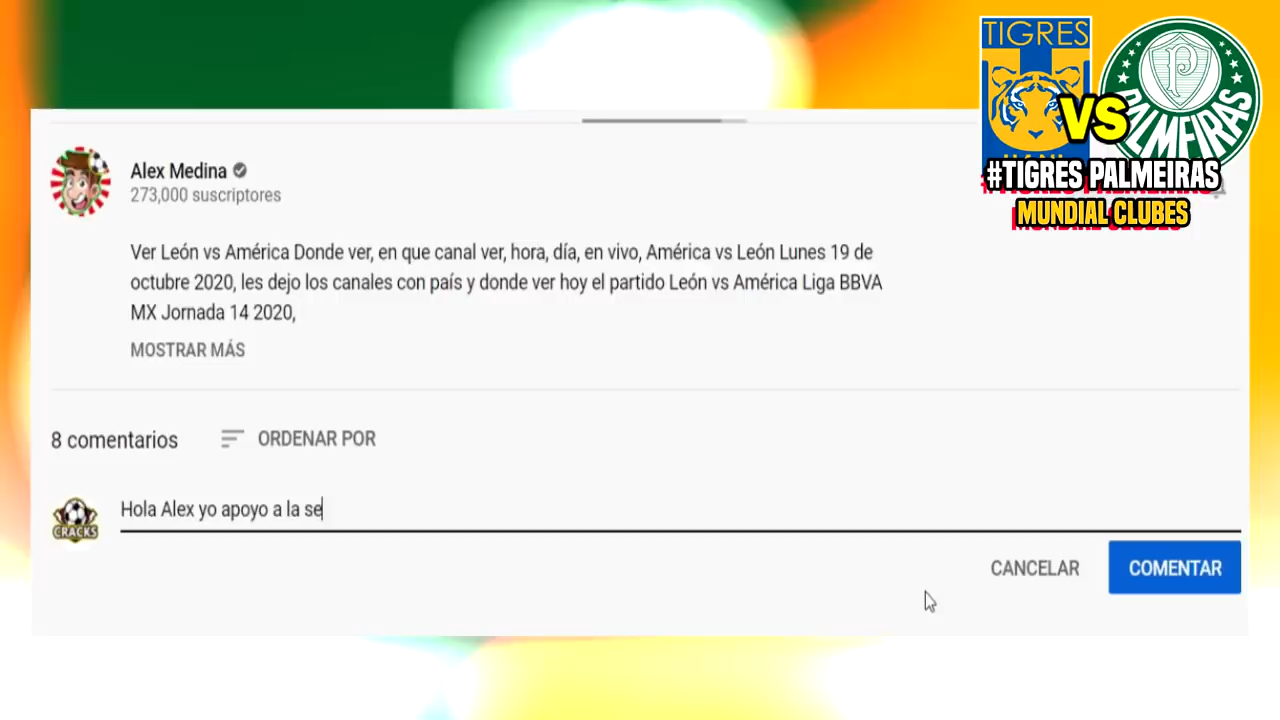 TIGRES
VS
PALMEIRAS
#TIGRES PALMEIRAS
MUNDIAL CLUBES
Alex Medina
273,000 suscriptores
Ver León vs América Donde ver, en que canal ver, hora, día, en vivo, América vs León Lunes 19 de
octubre 2020, les dejo los canales con país y donde ver hoy el partido León vs América Liga BBVA
MX Jornada 14 2020,
MOSTRAR MÁS
8 comentarios
ORDENAR POR
CRACKS
Hola Alex yo apoyo a la se
CANCELAR
COMENTAR